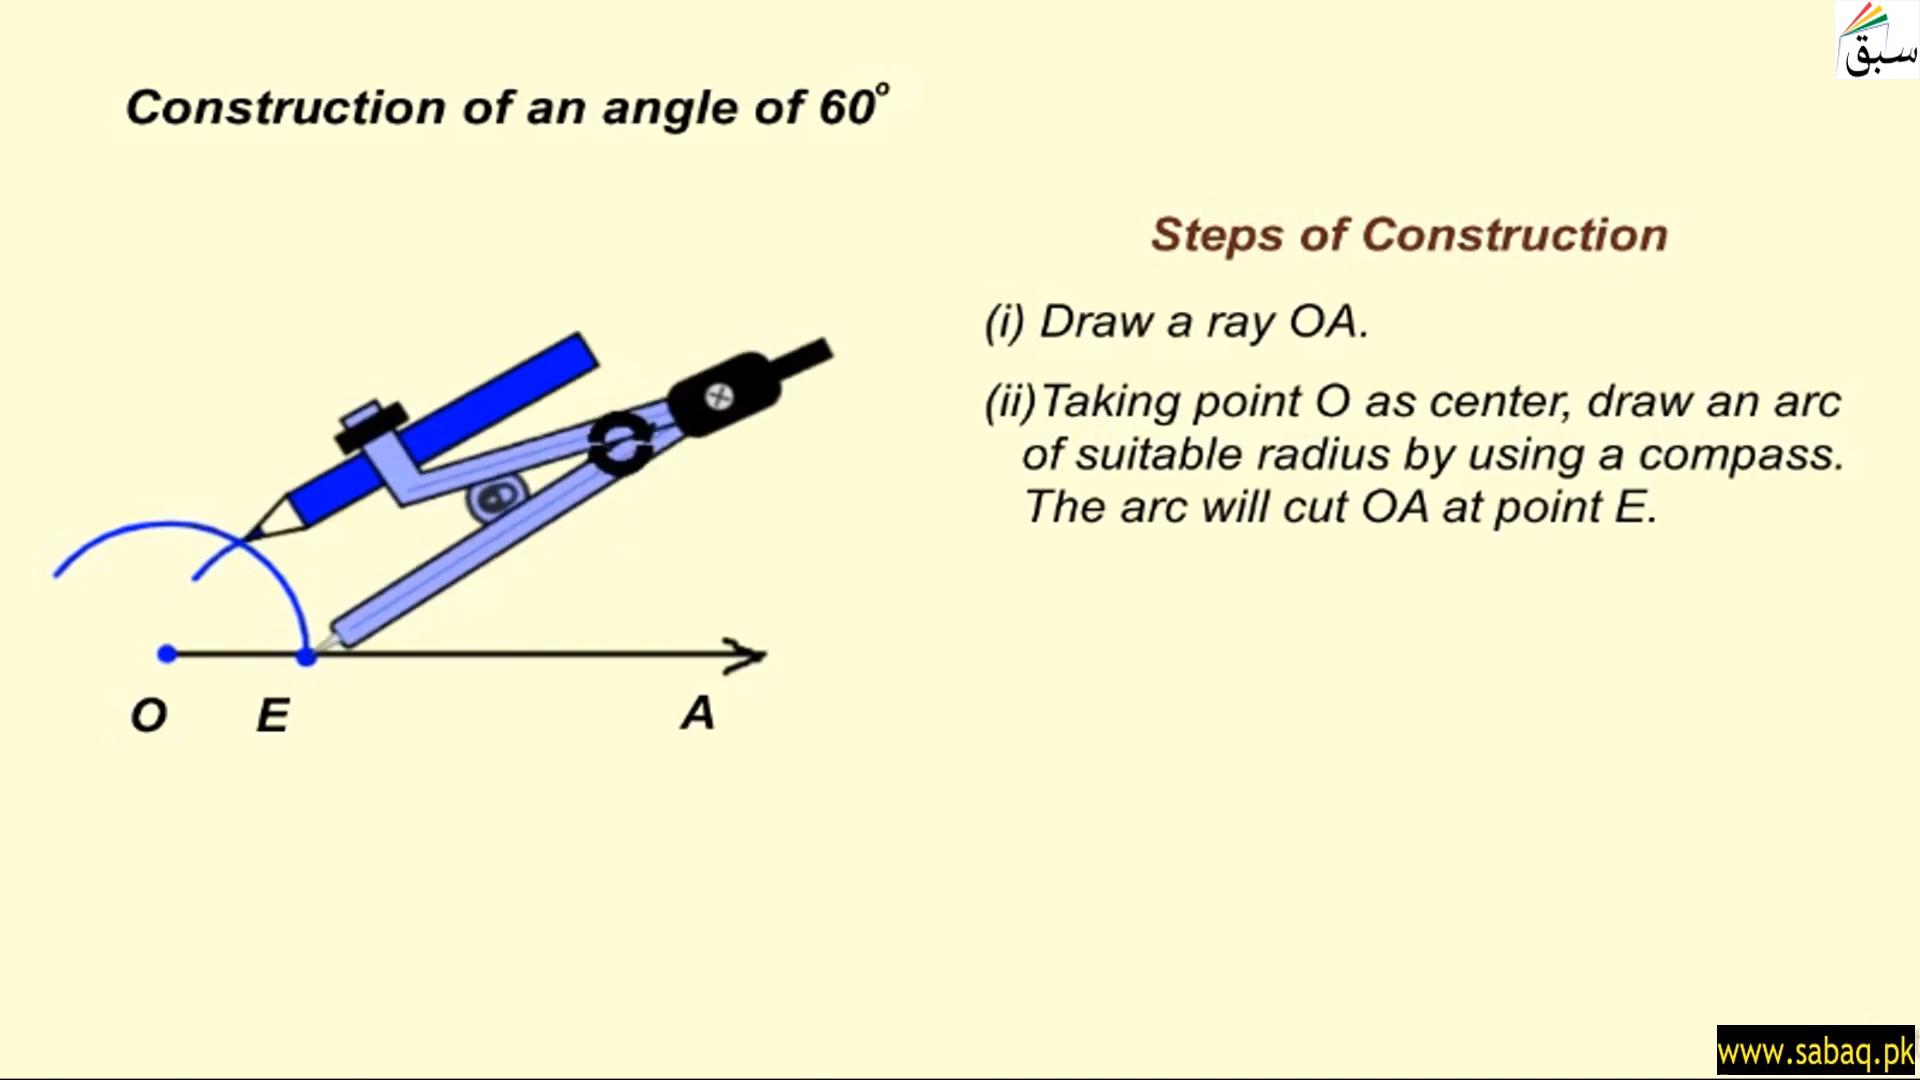 سبق
Construction of an angle of 60°
Steps of Construction
(i) Draw a ray OA.
(ii)Taking point O as center, draw an arc
of suitable radius by using a compass.
The arc will cut OA at point E.
O E A
www.sabaq.pk